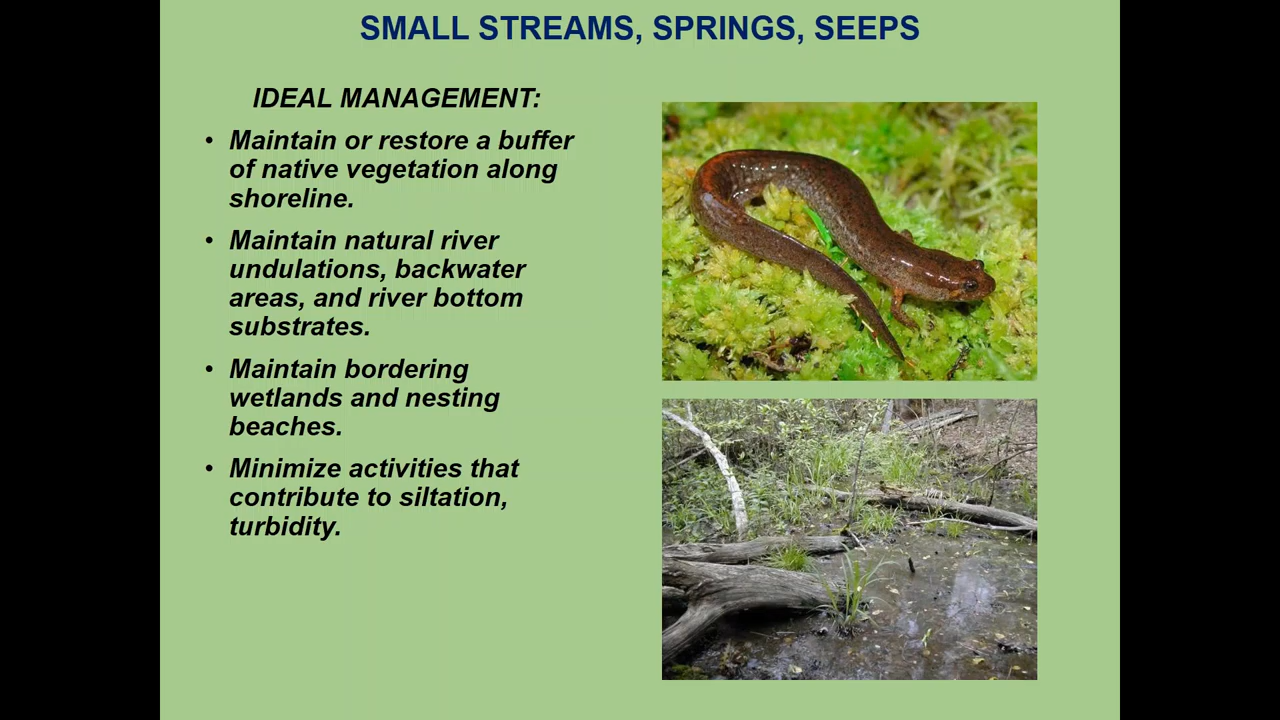 SMALL STREAMS, SPRINGS, SEEPS
IDEAL MANAGEMENT:
• Maintain or restore a buffer
of native vegetation along
shoreline.
• Maintain natural river
undulations, backwater
areas, and river bottom
substrates.
• Maintain bordering
wetlands and nesting
beaches.
• Minimize activities that
contribute to siltation,
turbidity.